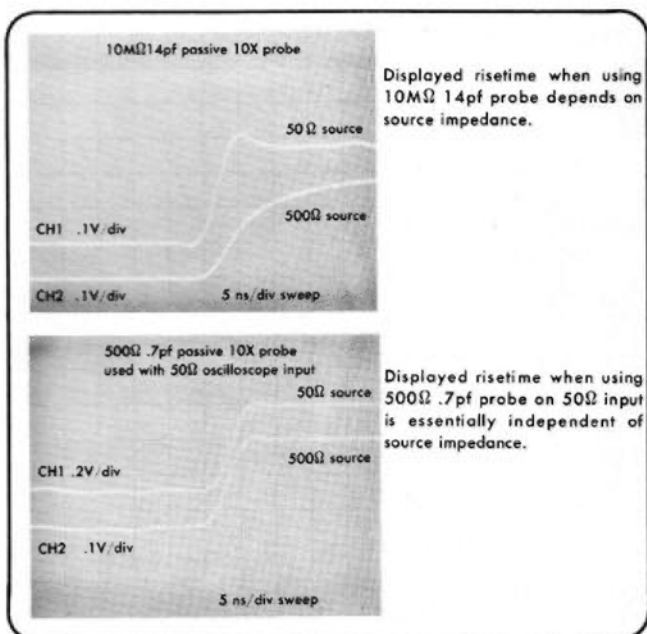 10MΩ14pf passive 10X probe
50Ω source
500Ω source
CH1 .1V/div
CH2 .1V/div
5 ns/div sweep
Displayed risetime when using
10MΩ 14pf probe depends on
source impedance.
500Ω .7pf passive 10X probe
used with 50Ω oscilloscope input
50Ω source
500Ω source
CH1 .2V/div
CH2 .1V/div
5 ns/div sweep
Displayed risetime when using
500Ω .7pf probe on 50Ω input
is essentially independent of
source impedance.